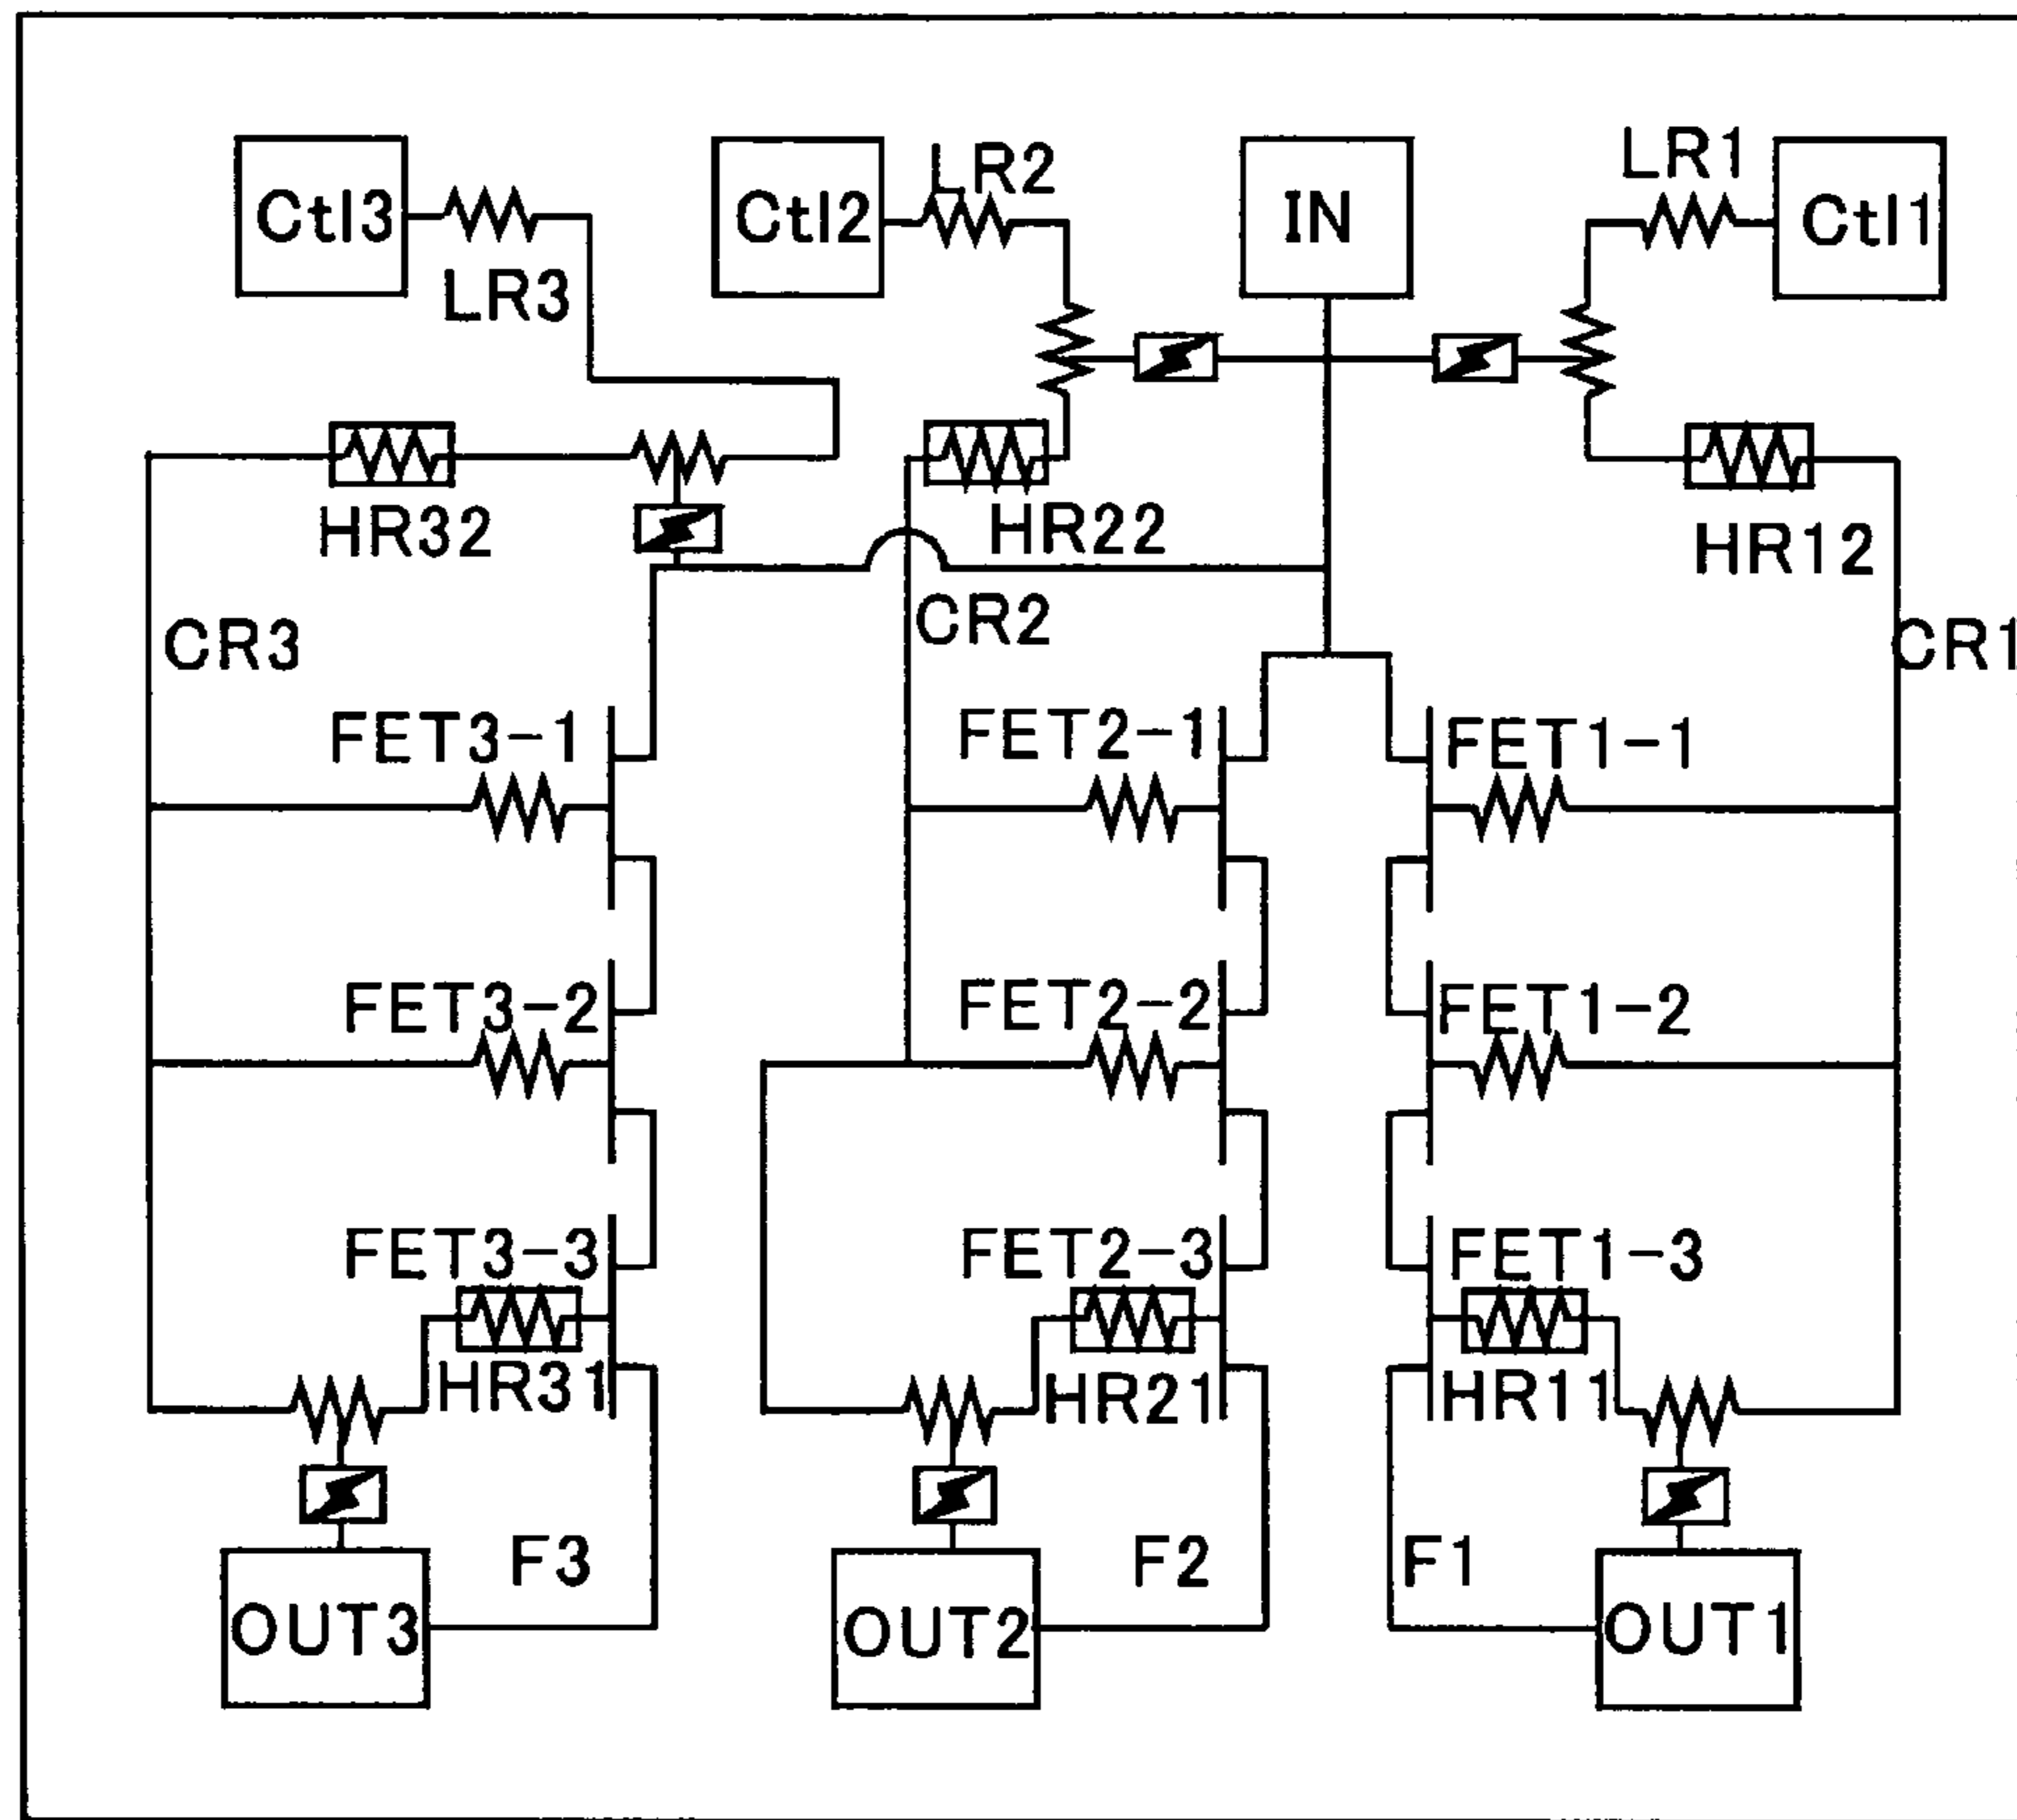 Ctl3
LR3
Ctl2
LR2
IN
LR1
Ctl1
HR32
HR22
HR12
CR3
CR2
CR1
FET3-1
FET2-1
FET1-1
FET3-2
FET2-2
FET1-2
FET3-3
FET2-3
FET1-3
HR31
HR21
HR11
F3
F2
F1
OUT3
OUT2
OUT1